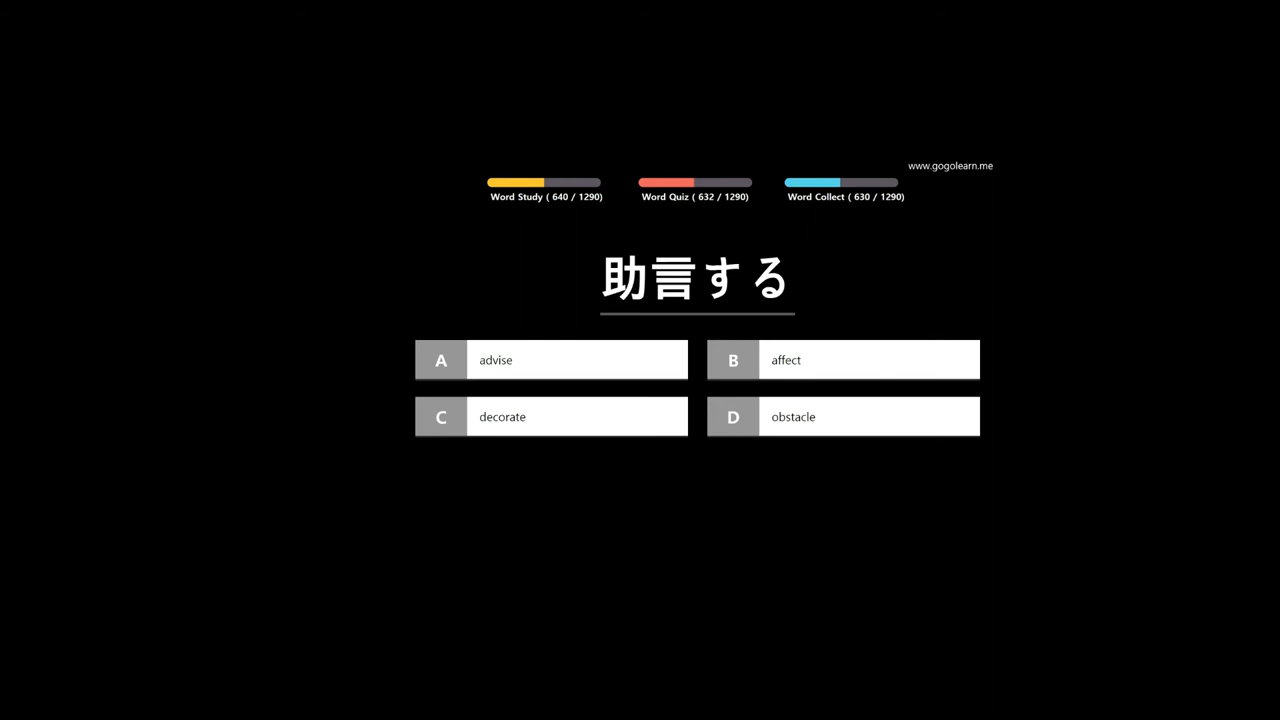 www.gogolearn.me
Word Study ( 640 / 1290)
Word Quiz ( 632 / 1290)
Word Collect ( 630 / 1290)
助言する
A advise
B affect
C decorate
D obstacle